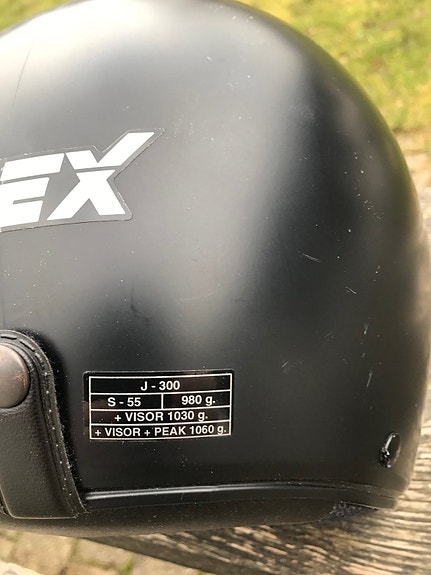 EX
J - 300
S - 55 980 g.
+ VISOR 1030 g.
+ VISOR + PEAK 1060 g.